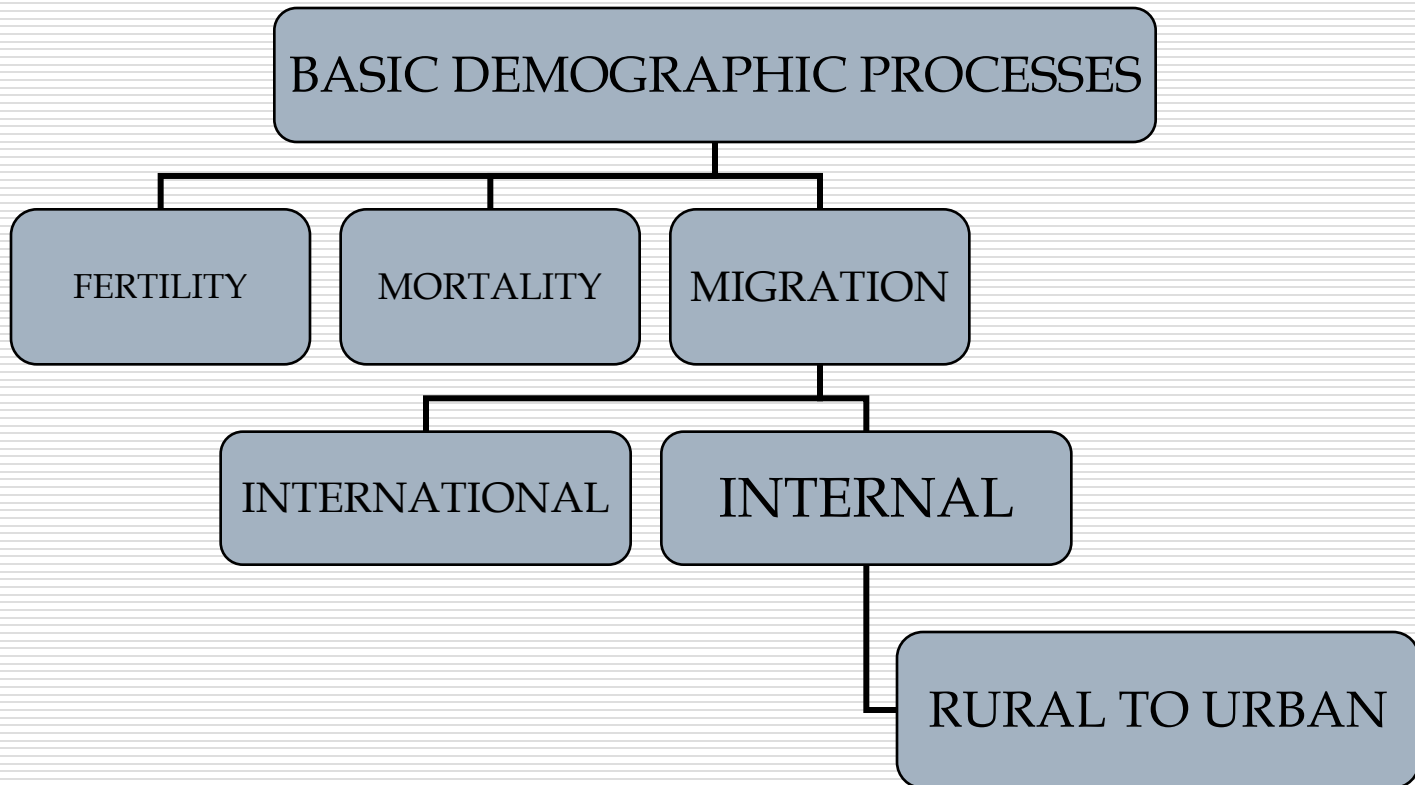 BASIC DEMOGRAPHIC PROCESSES
FERTILITY
MORTALITY
MIGRATION
INTERNATIONAL
INTERNAL
RURAL TO URBAN